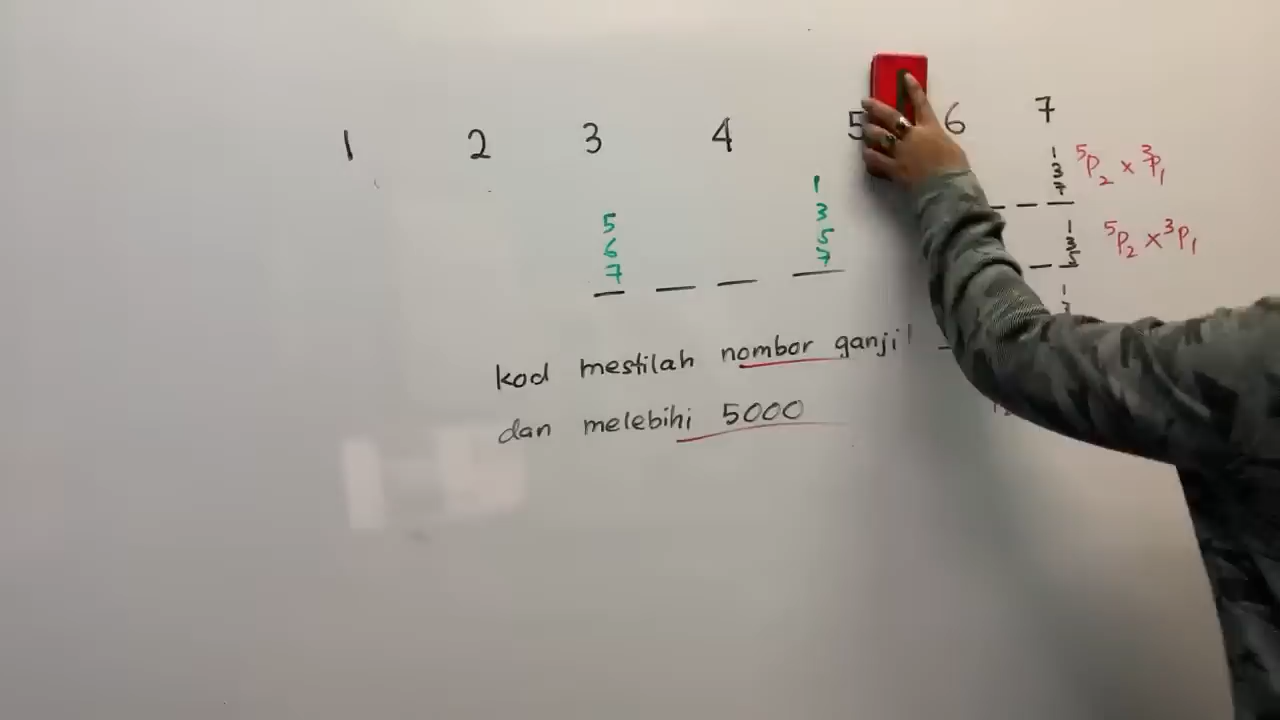 1 2 3 4 5 6 7
1
3
7
⁵P₂ × ³P₁
1
3
5
⁵P₂ × ³P₁
1
5
6
7
1
3
5
7
kod mestilah nombor ganjil
dan melebihi 5000